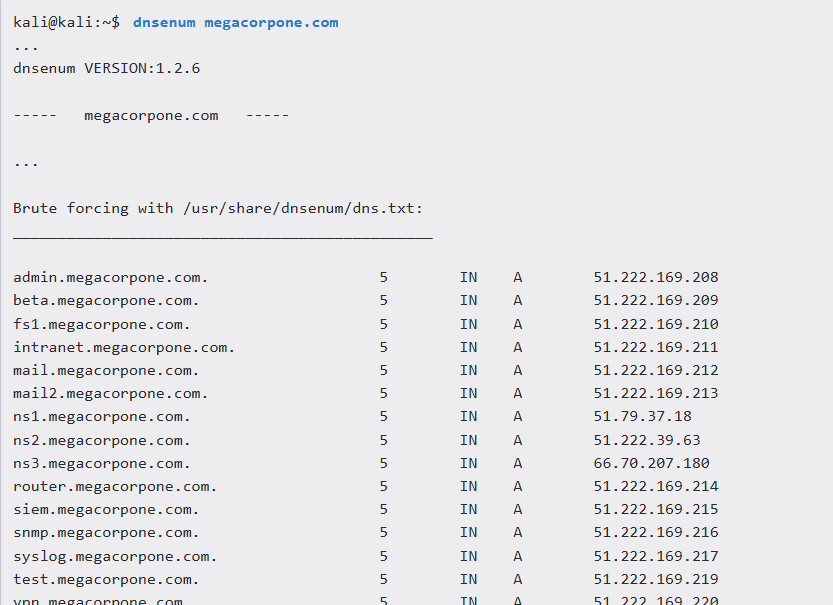 kali@kali:~$ dnsenum megacorpone.com
...
dnsenum VERSION:1.2.6
----- megacorpone.com -----
...
Brute forcing with /usr/share/dnsenum/dns.txt:
_______________________________________________
admin.megacorpone.com. 5 IN A 51.222.169.208
beta.megacorpone.com. 5 IN A 51.222.169.209
fs1.megacorpone.com. 5 IN A 51.222.169.210
intranet.megacorpone.com. 5 IN A 51.222.169.211
mail.megacorpone.com. 5 IN A 51.222.169.212
mail2.megacorpone.com. 5 IN A 51.222.169.213
ns1.megacorpone.com. 5 IN A 51.79.37.18
ns2.megacorpone.com. 5 IN A 51.222.39.63
ns3.megacorpone.com. 5 IN A 66.70.207.180
router.megacorpone.com. 5 IN A 51.222.169.214
siem.megacorpone.com. 5 IN A 51.222.169.215
snmp.megacorpone.com. 5 IN A 51.222.169.216
syslog.megacorpone.com. 5 IN A 51.222.169.217
test.megacorpone.com. 5 IN A 51.222.169.219
vpn.megacorpone.com. 5 IN A 51.222.169.220